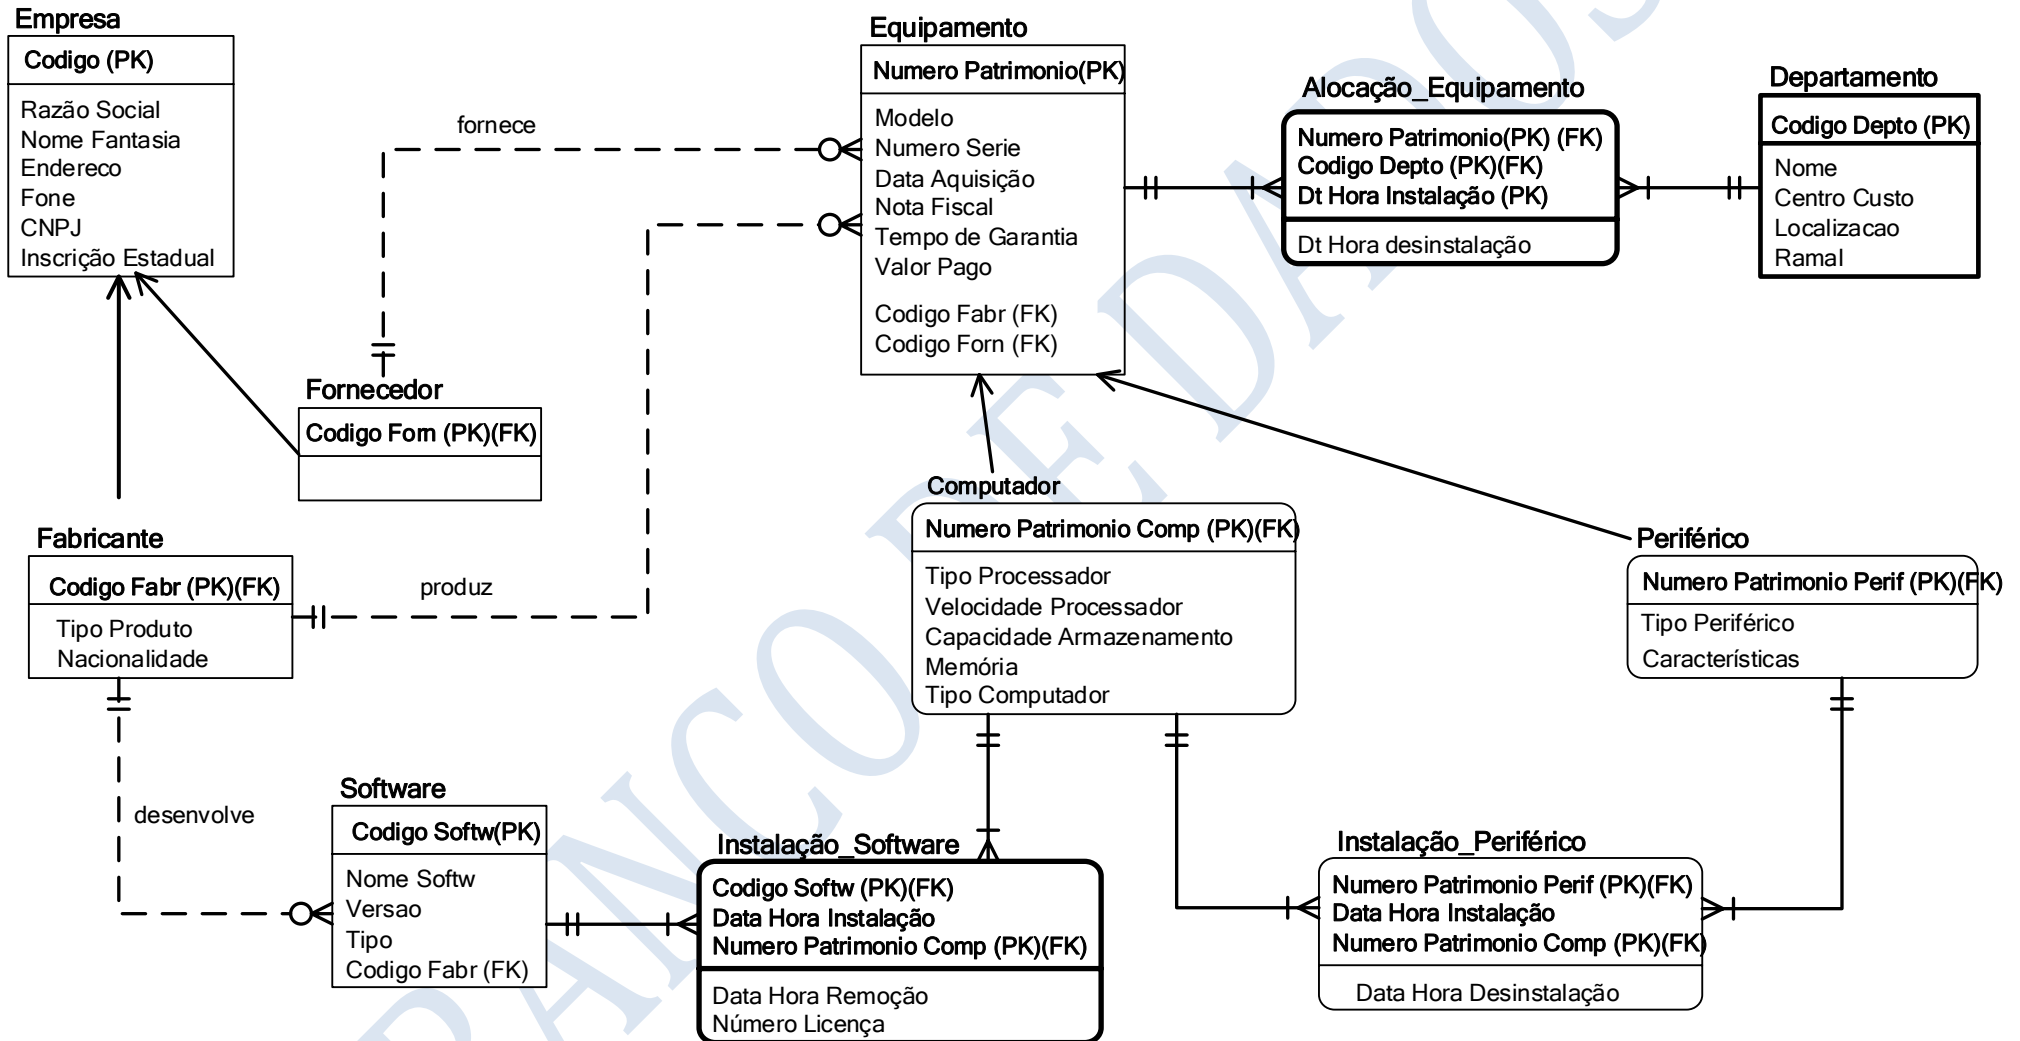 Empresa
Codigo (PK)
Razão Social
Nome Fantasia
Endereco
Fone
CNPJ
Inscrição Estadual
fornece
Equipamento
Numero Patrimonio(PK)
Modelo
Numero Serie
Data Aquisição
Nota Fiscal
Tempo de Garantia
Valor Pago
Codigo Fabr (FK)
Codigo Forn (FK)
Alocação_Equipamento
Numero Patrimonio(PK) (FK)
Codigo Depto (PK)(FK)
Dt Hora Instalação (PK)
Dt Hora desinstalação
Departamento
Codigo Depto (PK)
Nome
Centro Custo
Localizacao
Ramal
Fornecedor
Codigo Forn (PK)(FK)
Fabricante
Codigo Fabr (PK)(FK)
Tipo Produto
Nacionalidade
produz
Computador
Numero Patrimonio Comp (PK)(FK)
Tipo Processador
Velocidade Processador
Capacidade Armazenamento
Memória
Tipo Computador
Periférico
Numero Patrimonio Perif (PK)(FK)
Tipo Periférico
Características
desenvolve
Software
Codigo Softw(PK)
Nome Softw
Versao
Tipo
Codigo Fabr (FK)
Instalação_Software
Codigo Softw (PK)(FK)
Data Hora Instalação
Numero Patrimonio Comp (PK)(FK)
Data Hora Remoção
Número Licença
Instalação_Periférico
Numero Patrimonio Perif (PK)(FK)
Data Hora Instalação
Numero Patrimonio Comp (PK)(FK)
Data Hora Desinstalação
BANCO DE DADOS